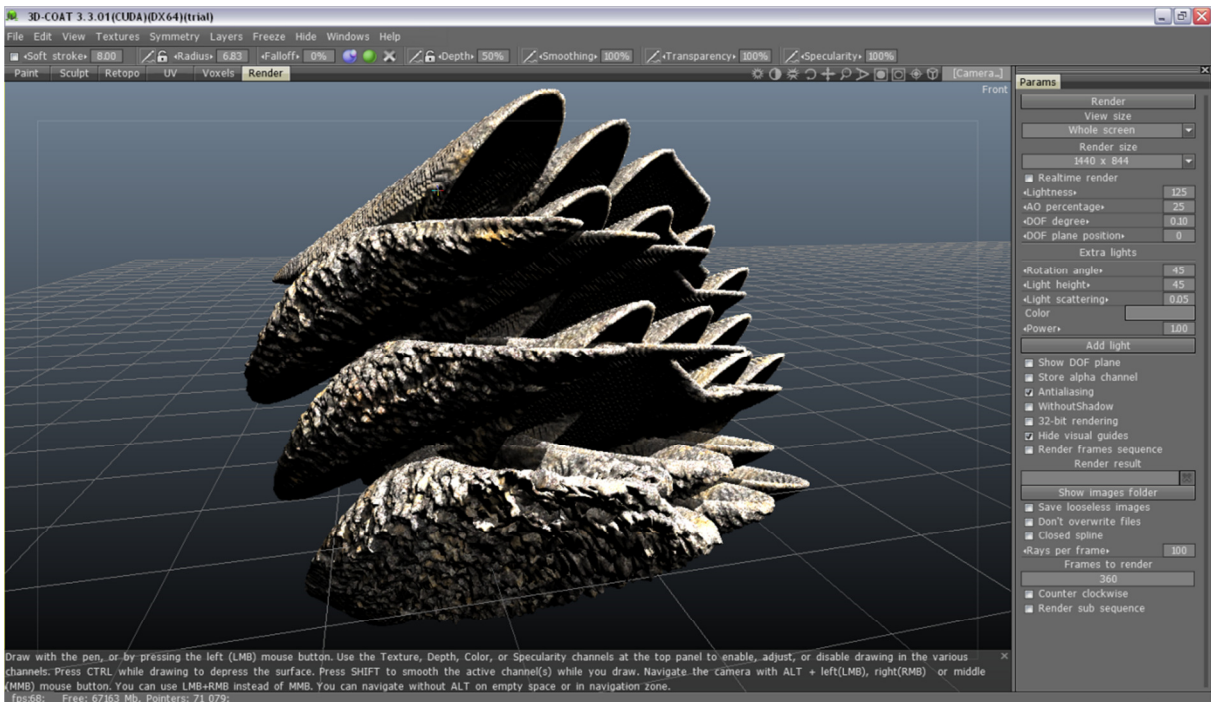 3D-COAT 3.3.01(CUDA)(DX64)(trial)
File Edit View Textures Symmetry Layers Freeze Hide Windows Help
Soft stroke 8.00 Radius 6.83 Falloff 0% Depth 50% Smoothing 100% Transparency 100% Specularity 100%
Paint Sculpt Retopo UV Voxels Render [Camera..]
Front
Params
Render
View size
Whole screen
Render size
1440 x 844
Realtime render
Lightness 125
AO percentage 25
DOF degree 0.10
DOF plane position 0
Extra lights
Rotation angle 45
Light height 45
Light scattering 0.05
Color
Power 1.00
Add light
Show DOF plane
Store alpha channel
Antialiasing
WithoutShadow
32-bit rendering
Hide visual guides
Render frames sequence
Render result
Show images folder
Save looseless images
Don't overwrite files
Closed spline
Rays per frame 100
Frames to render
360
Counter clockwise
Render sub sequence
Draw with the pen, or by pressing the left (LMB) mouse button. Use the Texture, Depth, Color, or Specularity channels at the top panel to enable, adjust, or disable drawing in the various
channels. Press CTRL while drawing to depress the surface. Press SHIFT to smooth the active channel(s) while you draw. Navigate the camera with ALT + left(LMB), right(RMB) or middle
(MMB) mouse button. You can use LMB+RMB instead of MMB. You can navigate without ALT on empty space or in navigation zone.
fps:68; Free: 67163 Mb, Pointers: 71 079;